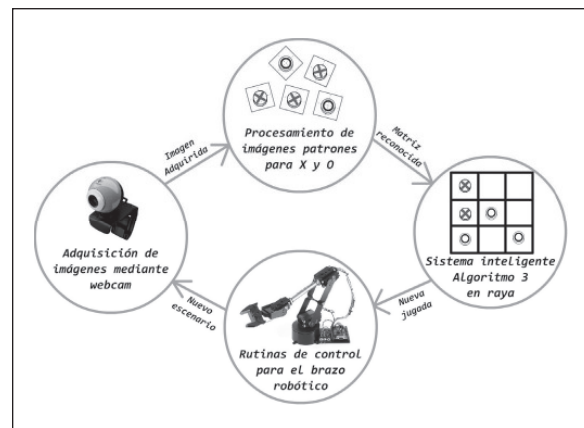 Procesamiento de
imágenes patrones
para X y O
Imagen
Adquirida
Matriz
reconocida
Adquisición de
imágenes mediante
webcam
Sistema inteligente
Algoritmo 3
en raya
Nuevo
escenario
Nueva
jugada
Rutinas de control
para el brazo
robótico